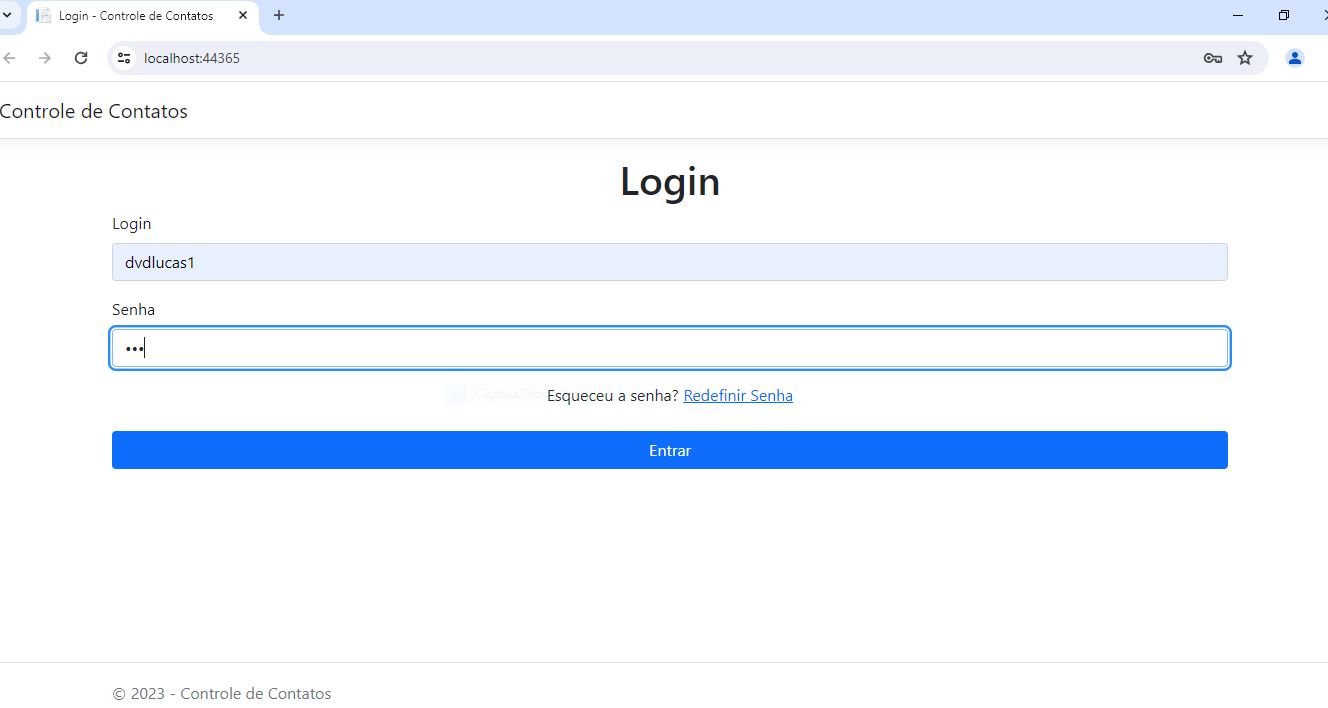 Login - Controle de Contatos
localhost:44365
Controle de Contatos
Login
Login
dvdlucas1
Senha
•••
Esqueceu a senha? Redefinir Senha
Entrar
© 2023 - Controle de Contatos